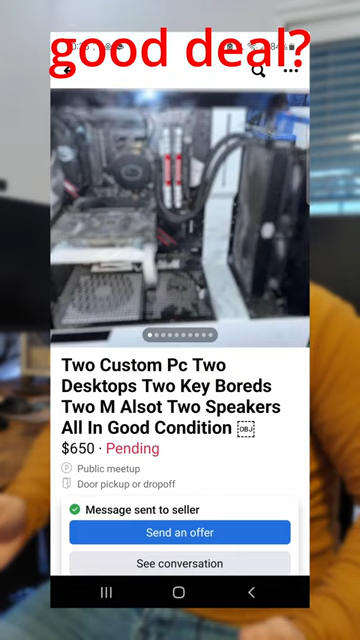 good deal?
Two Custom Pc Two
Desktops Two Key Boreds
Two M Alsot Two Speakers
All In Good Condition OBJ
$650 · Pending
Public meetup
Door pickup or dropoff
Message sent to seller
Send an offer
See conversation